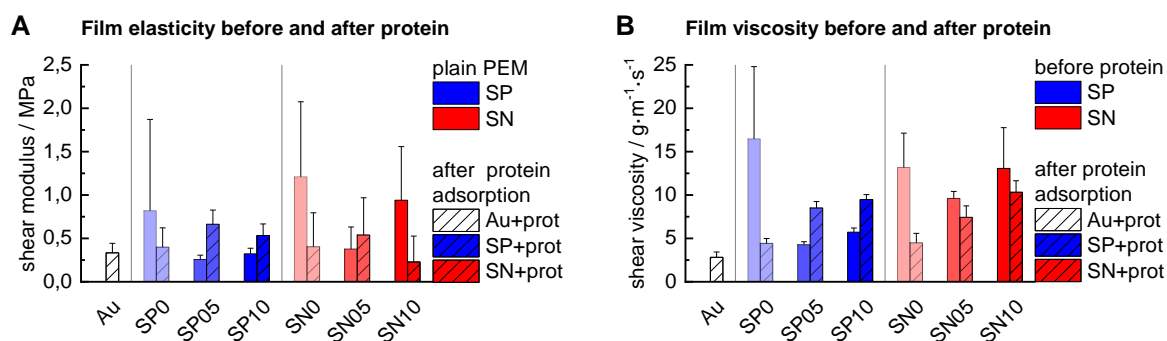 A Film elasticity before and after protein
shear modulus / MPa
2,5
2,0
1,5
1,0
0,5
0,0
Au
SP0
SP05
SP10
SN0
SN05
SN10
plain PEM
SP
SN
after protein
adsorption
Au+prot
SP+prot
SN+prot
B Film viscosity before and after protein
shear viscosity / g·m⁻¹·s⁻¹
25
20
15
10
5
0
Au
SP0
SP05
SP10
SN0
SN05
SN10
before protein
SP
SN
after protein
adsorption
Au+prot
SP+prot
SN+prot